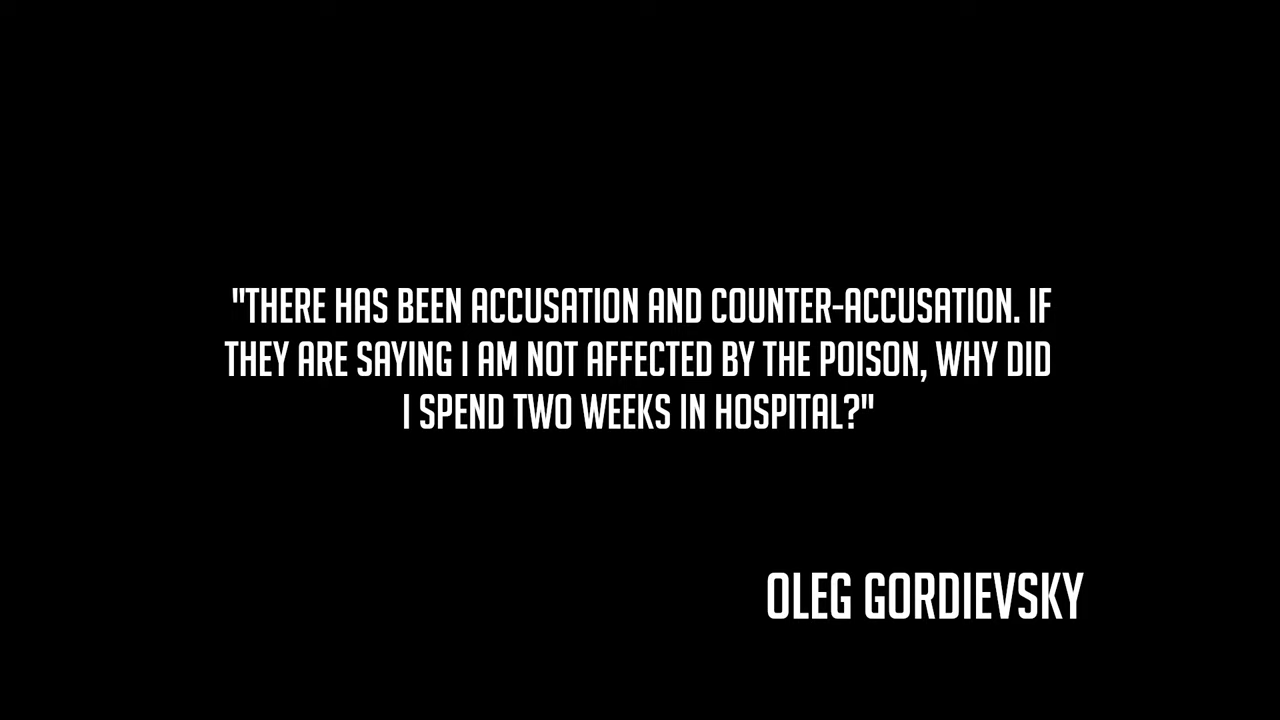 "THERE HAS BEEN ACCUSATION AND COUNTER-ACCUSATION. IF
THEY ARE SAYING I AM NOT AFFECTED BY THE POISON, WHY DID
I SPEND TWO WEEKS IN HOSPITAL?"
OLEG GORDIEVSKY